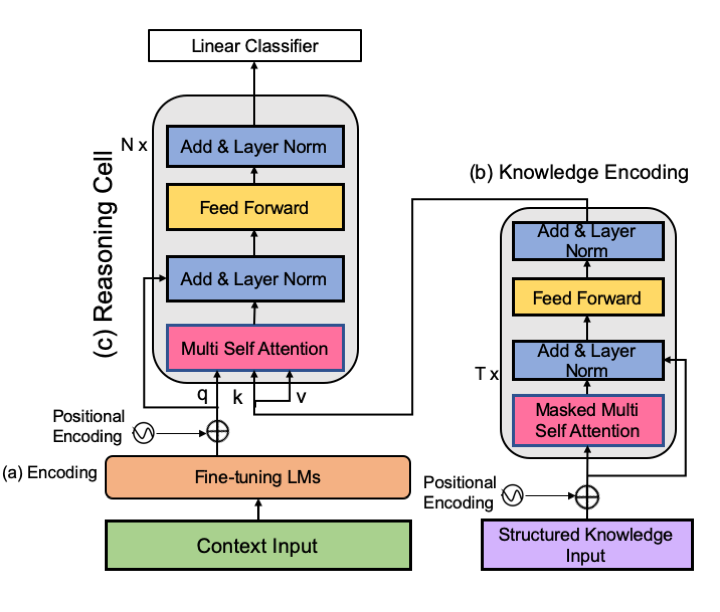 Linear Classifier
N x
Add & Layer Norm
Feed Forward
Add & Layer Norm
Multi Self Attention
(c) Reasoning Cell
q
k
v
Positional
Encoding
(a) Encoding
Fine-tuning LMs
Context Input
(b) Knowledge Encoding
Add & Layer
Norm
Feed Forward
Add & Layer
Norm
T x
Masked Multi
Self Attention
Positional
Encoding
Structured Knowledge
Input